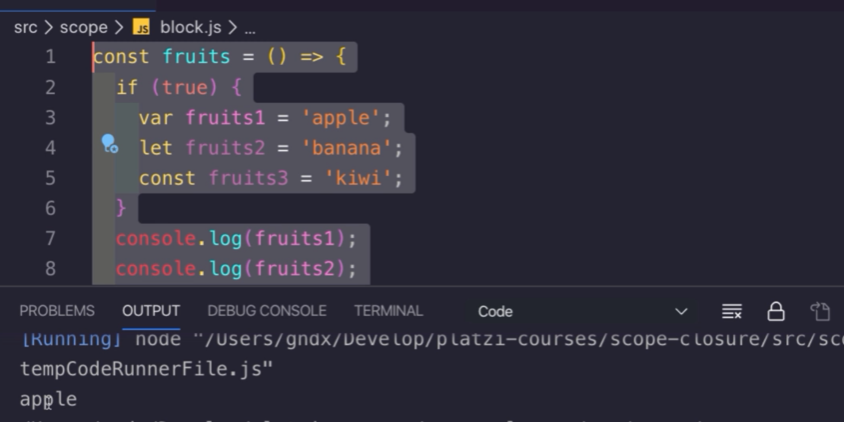 src > scope > JS block.js > ...
1 const fruits = () => {
2 if (true) {
3 var fruits1 = 'apple';
4 let fruits2 = 'banana';
5 const fruits3 = 'kiwi';
6 }
7 console.log(fruits1);
8 console.log(fruits2);
PROBLEMS OUTPUT DEBUG CONSOLE TERMINAL Code
[Running] node "/Users/gndx/Develop/platzi-courses/scope-closure/src/sco
tempCodeRunnerFile.js"
apple